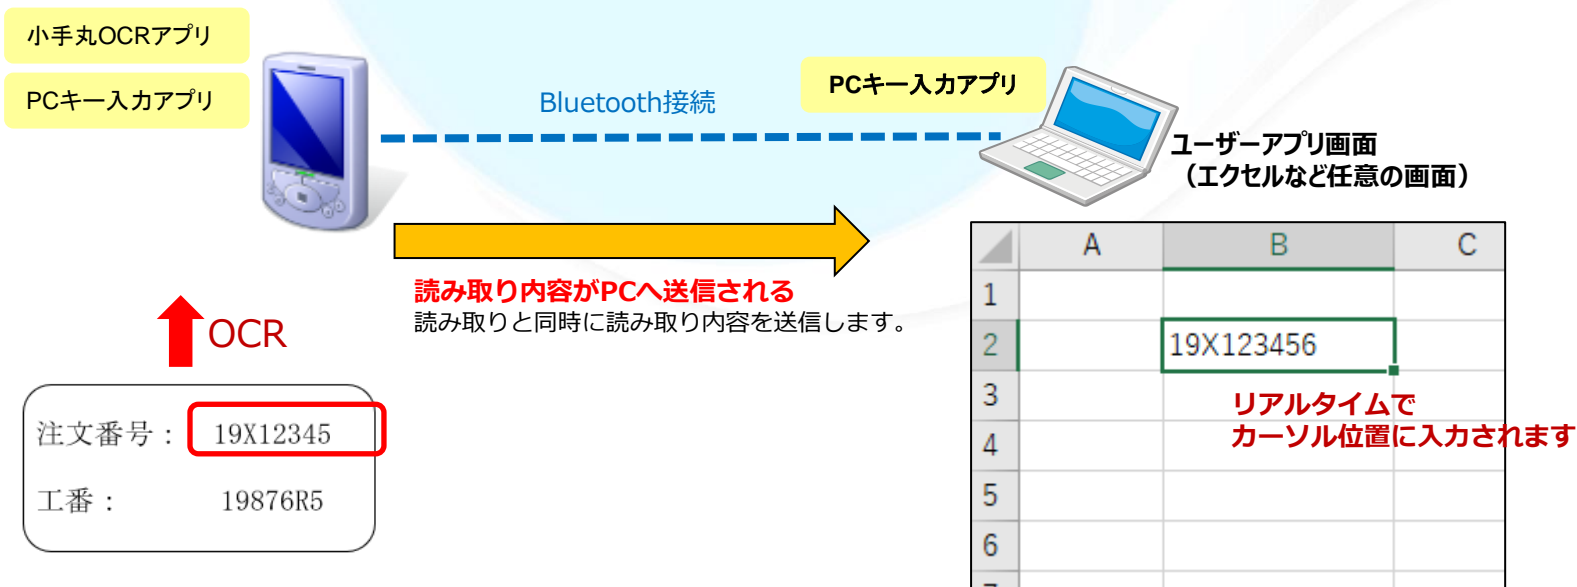 小手丸OCRアプリ
PCキー入力アプリ
Bluetooth接続
PCキー入力アプリ
ユーザーアプリ画面
（エクセルなど任意の画面）
読み取り内容がPCへ送信される
読み取りと同時に読み取り内容を送信します。
OCR
注文番号： 19X12345
工番： 19876R5
A B C
1
2 19X123456
3
4
5
6
リアルタイムで
カーソル位置に入力されます